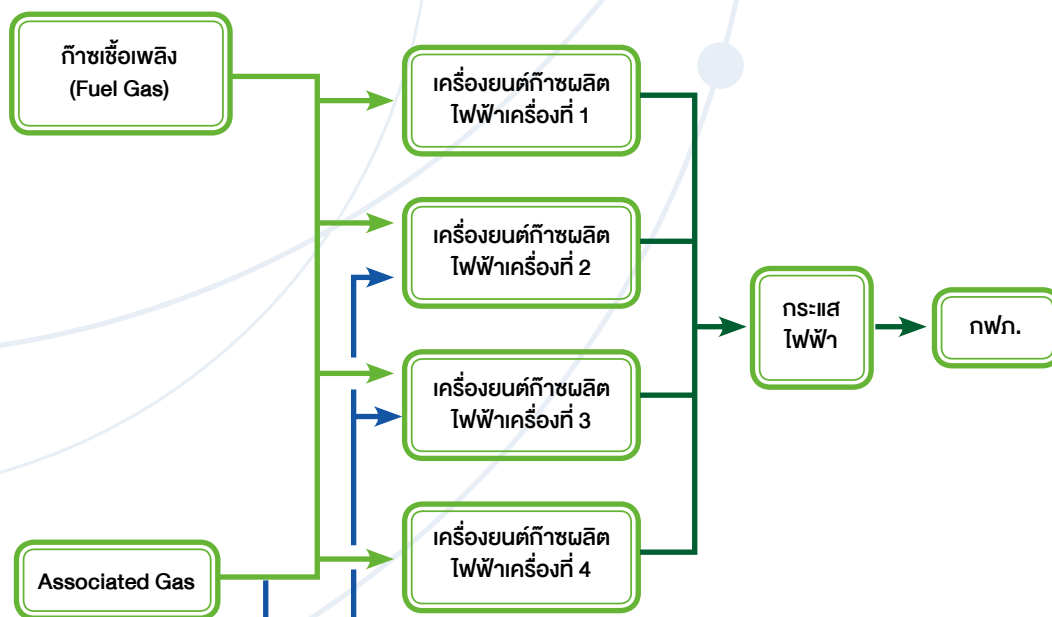 ก๊าซเชื้อเพลิง
(Fuel Gas)
เครื่องยนต์ก๊าซผลิต
ไฟฟ้าเครื่องที่ 1
เครื่องยนต์ก๊าซผลิต
ไฟฟ้าเครื่องที่ 2
เครื่องยนต์ก๊าซผลิต
ไฟฟ้าเครื่องที่ 3
เครื่องยนต์ก๊าซผลิต
ไฟฟ้าเครื่องที่ 4
Associated Gas
กระแส
ไฟฟ้า
กฟภ.